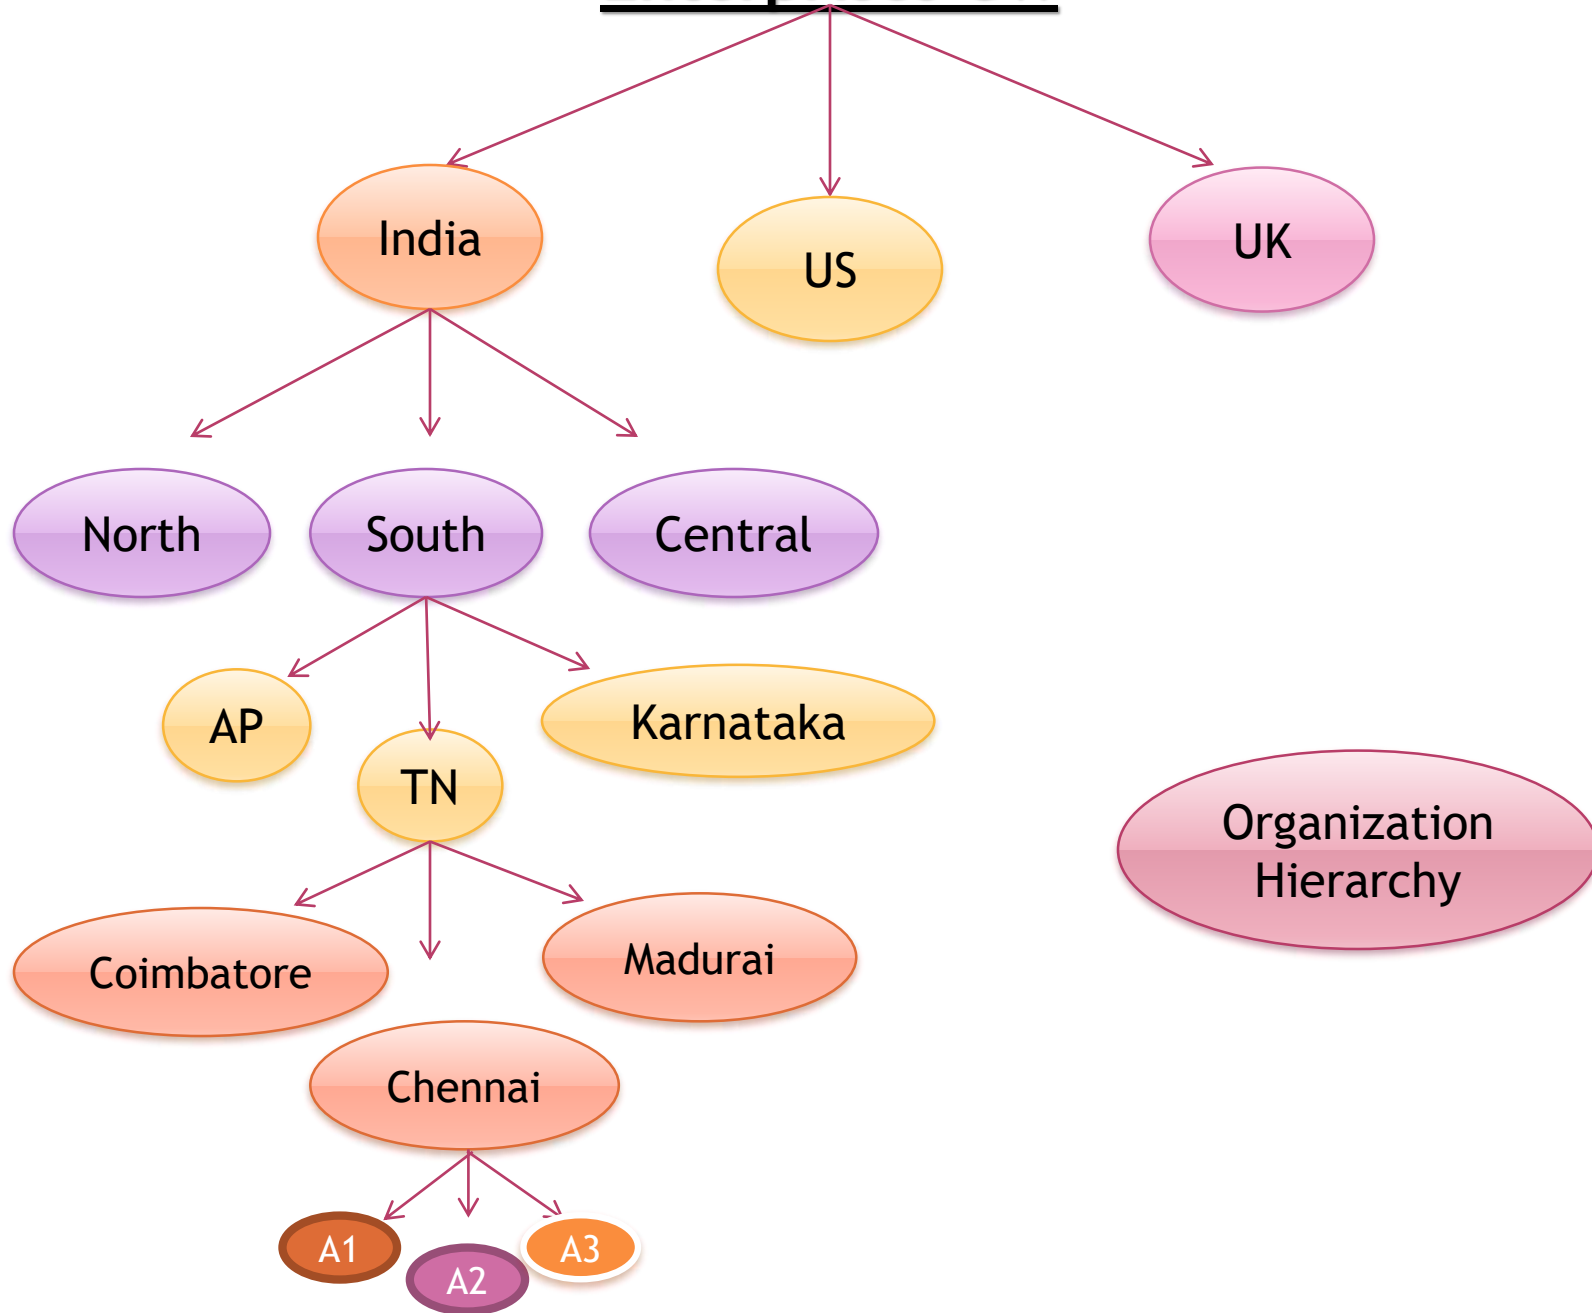 India
US
UK
North
South
Central
AP
TN
Karnataka
Organization
Hierarchy
Coimbatore
Madurai
Chennai
A1
A2
A3